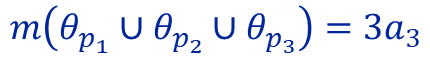 m(θ_{p_1} ∪ θ_{p_2} ∪ θ_{p_3}) = 3a_3